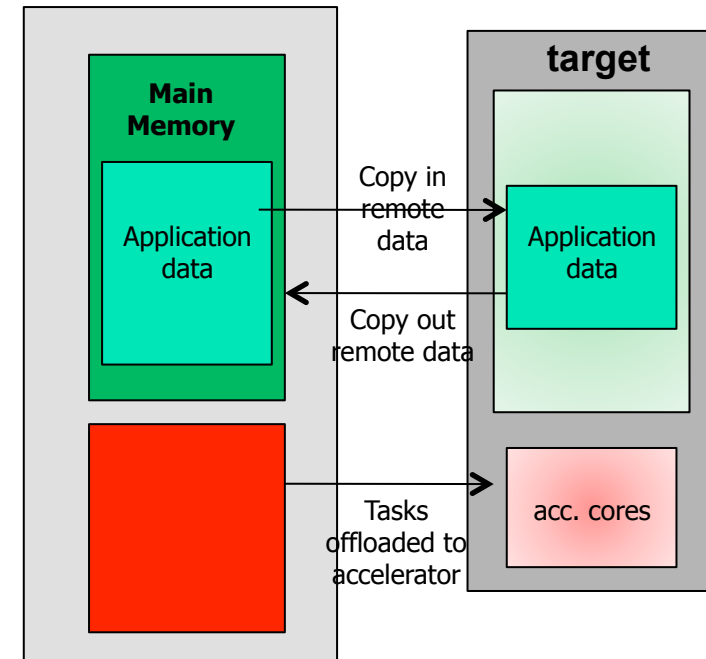 target
Main
Memory
Copy in
remote
data
Application
data
Application
data
Copy out
remote data
Tasks
offloaded to
accelerator
acc. cores